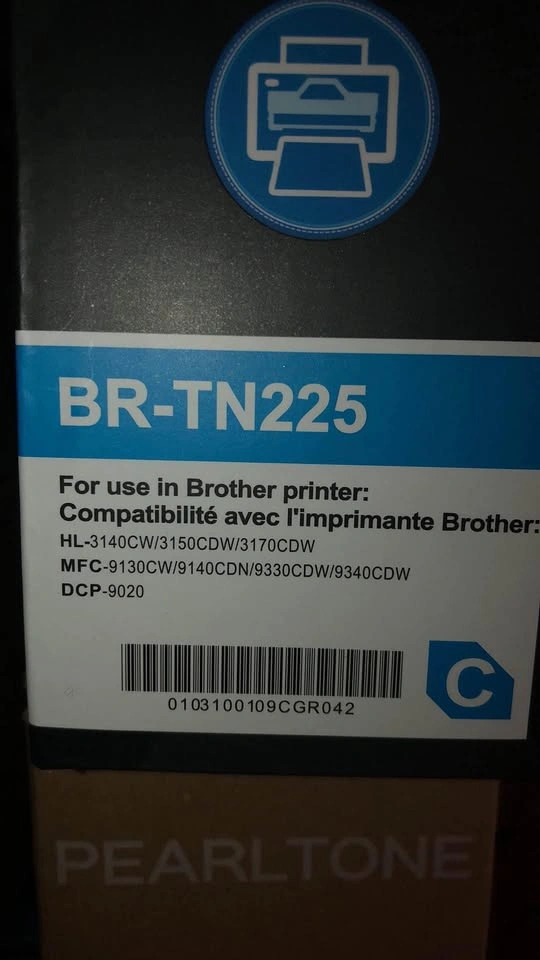 BR-TN225
For use in Brother printer:
Compatibilité avec l'imprimante Brother:
HL-3140CW/3150CDW/3170CDW
MFC-9130CW/9140CDN/9330CDW/9340CDW
DCP-9020
0103100109CGR042
C
PEARLTONE